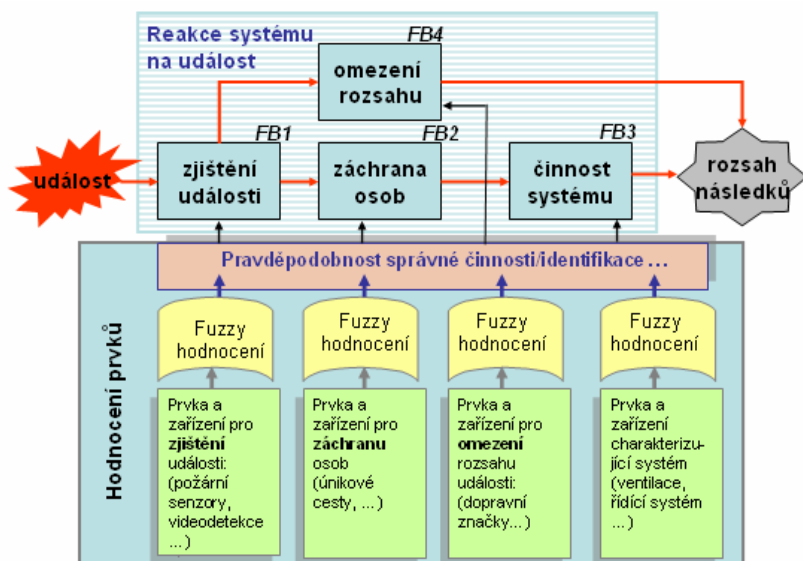 Reakce systému
na událost
FB4
omezení
rozsahu
FB1
FB2
FB3
událost
zjištění
události
záchrana
osob
činnost
systému
rozsah
následků
Hodnocení prvků
Pravděpodobnost správné činnosti/identifikace ...
Fuzzy
hodnocení
Fuzzy
hodnocení
Fuzzy
hodnocení
Fuzzy
hodnocení
Prvka a
zařízení pro
zjištění
události:
(požární
senzory,
videodetekce
...)
Prvka a
zařízení pro
záchranu
osob
(únikové
cesty, ...)
Prvka a
zařízení pro
omezení
rozsahu
události:
(dopravní
značky...)
Prvka a
zařízení
charakterizu-
jící systém
(ventilace,
řídící systém
...)